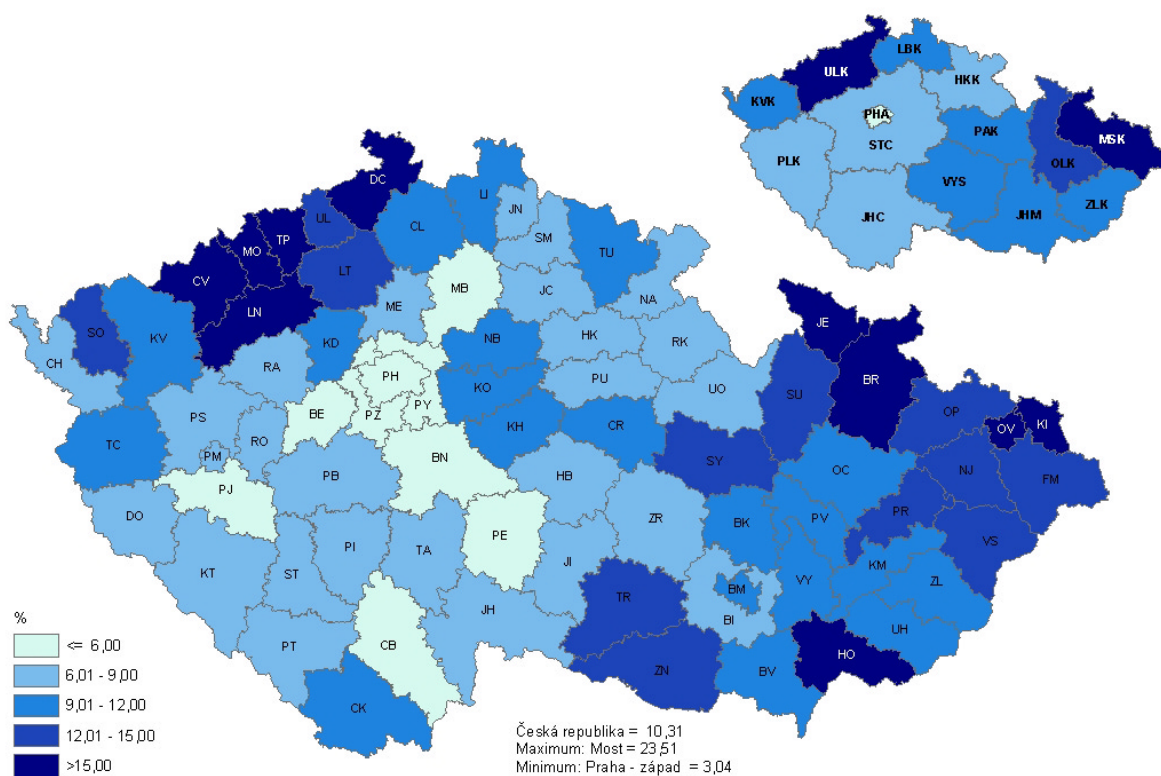 LBK
ULK
HKK
KVK
PHA
MSK
PAK
STC
OLK
PLK
VYS
ZLK
JHC
JHM
DC
LI
UL
JN
CL
SM
MO
TP
TU
CV
LT
MB
JC
NA
LN
ME
JE
SO
KV
KD
NB
HK
RK
CH
RA
PH
BR
KO
PU
UO
SU
OP
BE
PZ
PY
PS
OV
KI
TC
RO
KH
CR
PM
BN
SY
OC
NJ
FM
PB
HB
PJ
ZR
PR
DO
BK
PV
VS
PE
KT
ST
PI
TA
JI
KM
BM
VY
ZL
TR
JH
BI
UH
PT
CB
HO
ZN
BV
CK
%
<= 6,00
6,01 - 9,00
9,01 - 12,00
12,01 - 15,00
>15,00
Česká republika = 10,31
Maximum: Most = 23,51
Minimum: Praha - západ = 3,04